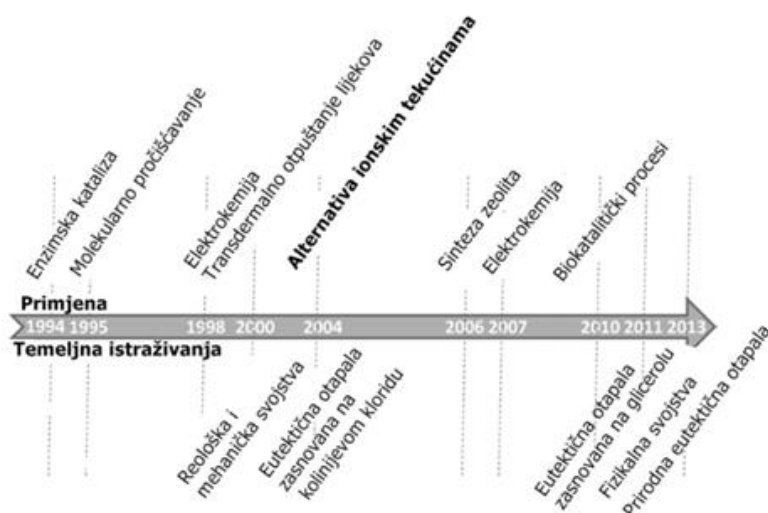 Enzimska kataliza
Molekularno pročišćavanje
Elektrokemija
Transdermalno otpuštanje lijekova
Alternativa ionskim tekućinama
Sinteza zeolita
Elektrokemija
Biokatalitički procesi
Primjena
1994 1995 1998 2000 2004 2006 2007 2010 2011 2013
Temeljna istraživanja
Reološka i
mehanička svojstva
Eutektična otapala
zasnovana na
kolinijevom kloridu
Eutektična otapala
zasnovana na glicerolu
Fizikalna svojstva
Prirodna eutektična otapala